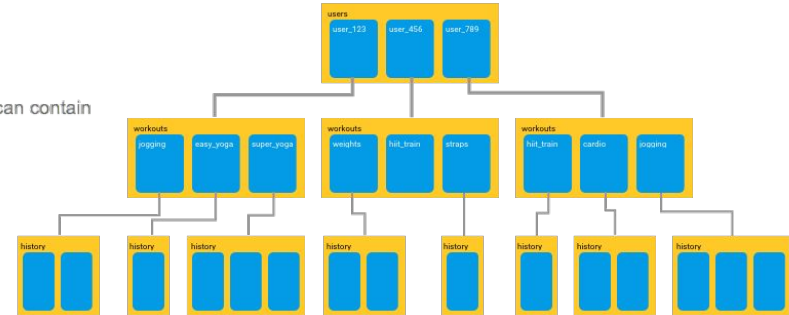 users
user_123 user_456 user_789
can contain
workouts workouts workouts
jogging easy_yoga super_yoga weights hiit_train straps hiit_train cardio jogging
history history history history history history history history